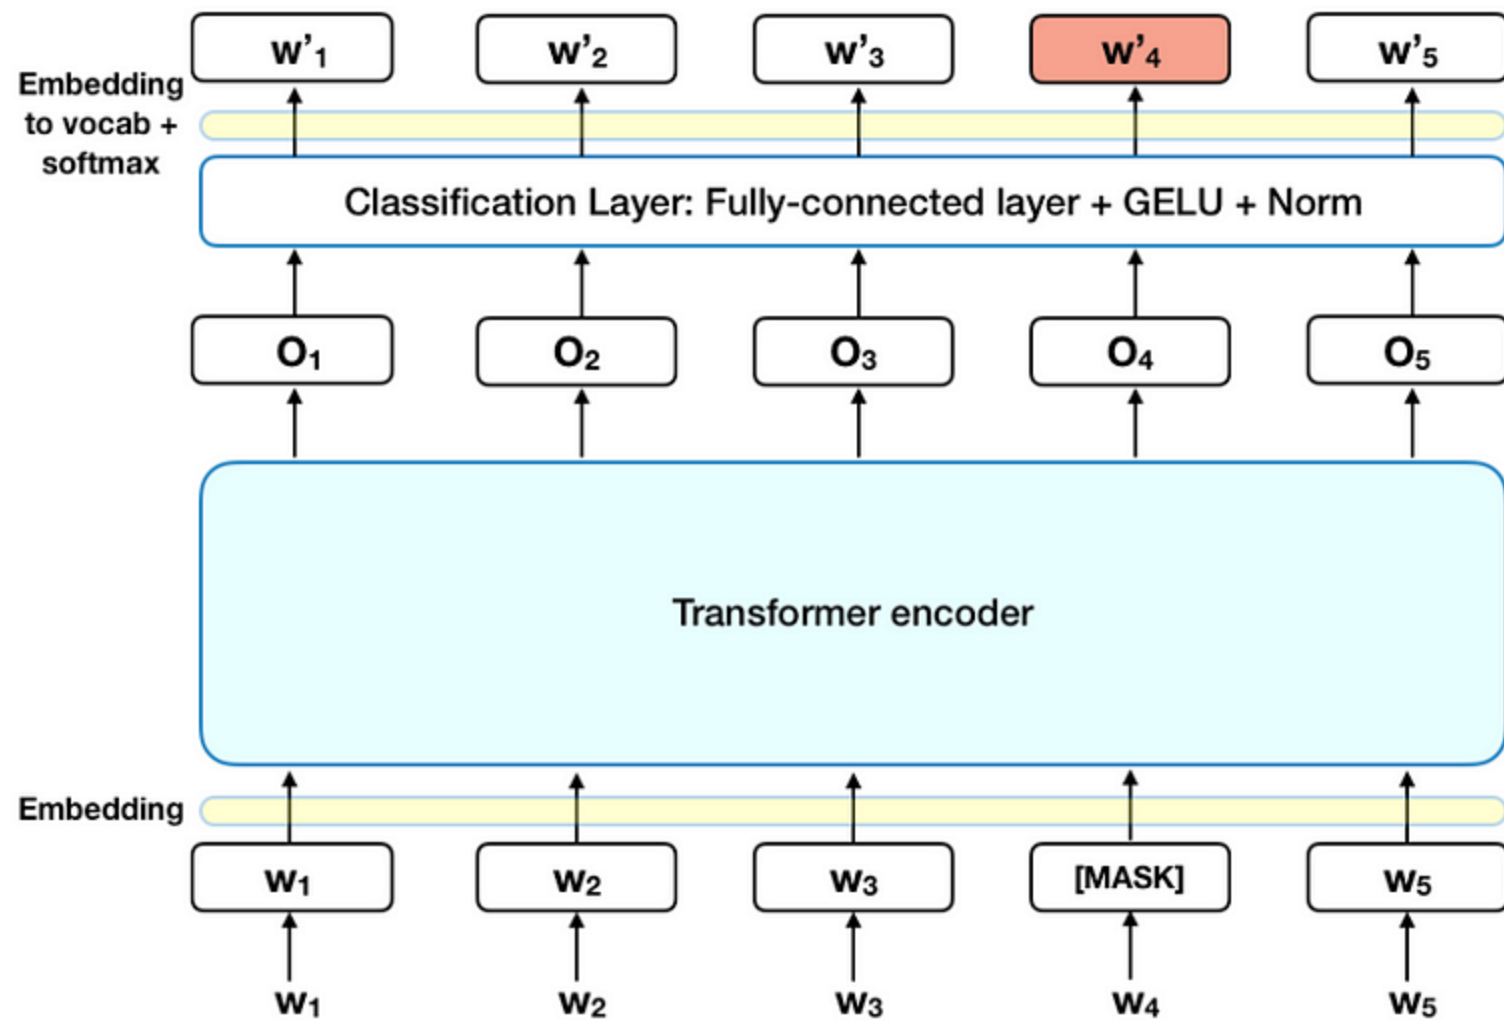 W’1 W’2 W’3 W’4 W’5
Embedding
to vocab +
softmax
Classification Layer: Fully-connected layer + GELU + Norm
O1 O2 O3 O4 O5
Transformer encoder
Embedding
W1 W2 W3 [MASK] W5
W1 W2 W3 W4 W5